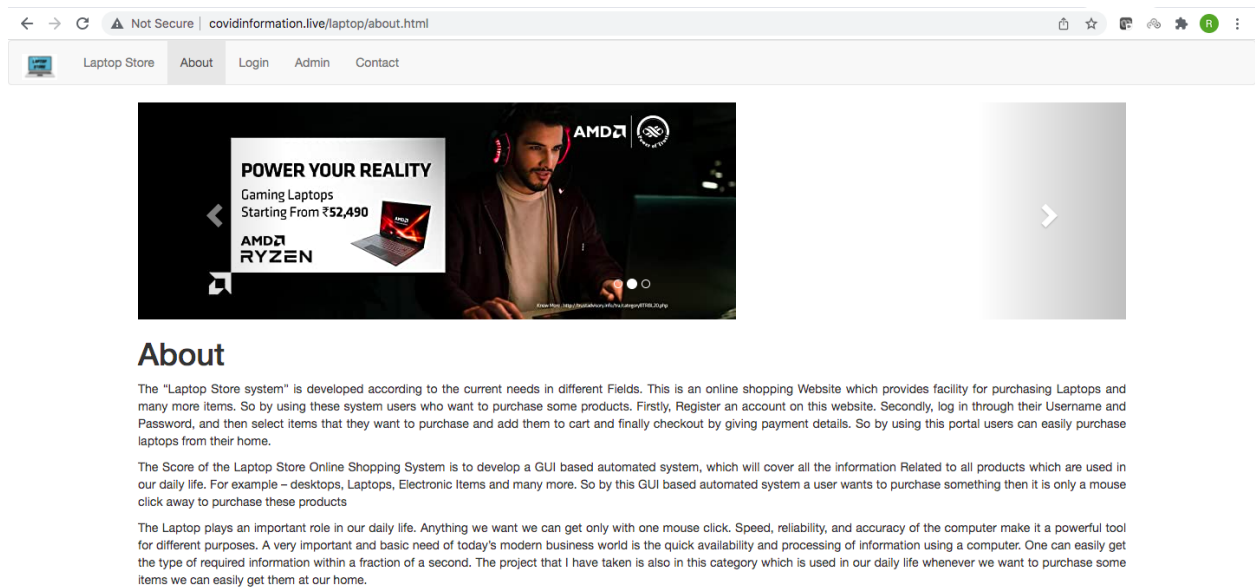 Not Secure | covidinformation.live/laptop/about.html
R
LAPTOP
STORE
Laptop Store About Login Admin Contact
AMD
POWER YOUR REALITY
Gaming Laptops
Starting From ₹52,490
AMD
RYZEN
About
The “Laptop Store system” is developed according to the current needs in different Fields. This is an online shopping Website which provides facility for purchasing Laptops and
many more items. So by using these system users who want to purchase some products. Firstly, Register an account on this website. Secondly, log in through their Username and
Password, and then select items that they want to purchase and add them to cart and finally checkout by giving payment details. So by using this portal users can easily purchase
laptops from their home.
The Score of the Laptop Store Online Shopping System is to develop a GUI based automated system, which will cover all the information Related to all products which are used in
our daily life. For example – desktops, Laptops, Electronic Items and many more. So by this GUI based automated system a user wants to purchase something then it is only a mouse
click away to purchase these products
The Laptop plays an important role in our daily life. Anything we want we can get only with one mouse click. Speed, reliability, and accuracy of the computer make it a powerful tool
for different purposes. A very important and basic need of today's modern business world is the quick availability and processing of information using a computer. One can easily get
the type of required information within a fraction of a second. The project that I have taken is also in this category which is used in our daily life whenever we want to purchase some
items we can easily get them at our home.